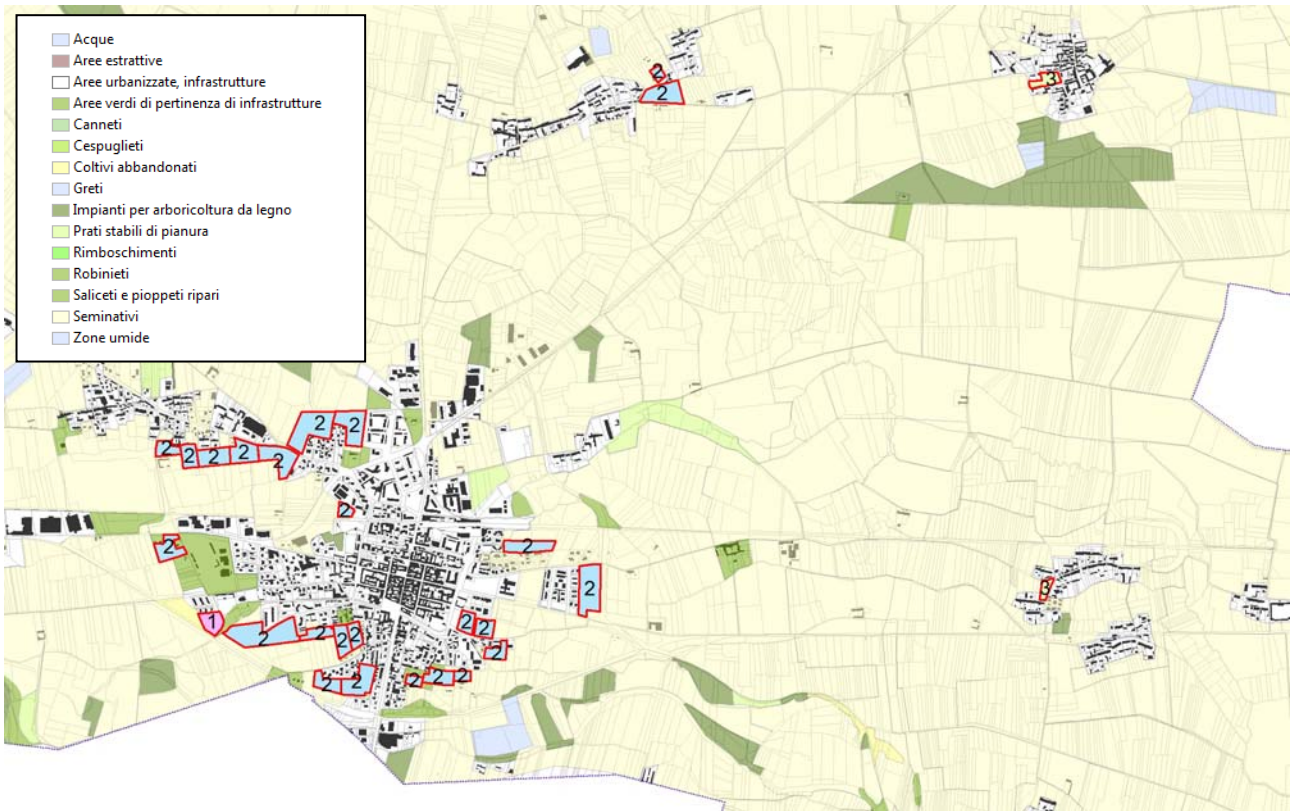 Acque
Aree estrattive
Aree urbanizzate, infrastrutture
Aree verdi di pertinenza di infrastrutture
Canneti
Cespuglieti
Coltivi abbandonati
Greti
Impianti per arboricoltura da legno
Prati stabili di pianura
Rimboschimenti
Robinieti
Saliceti e pioppeti ripari
Seminativi
Zone umide
2
2
3
2
2
2
2
2
2
2
2
2
2
2
3
1
2
2
2
2
2
2
2
2
2
2
2
2